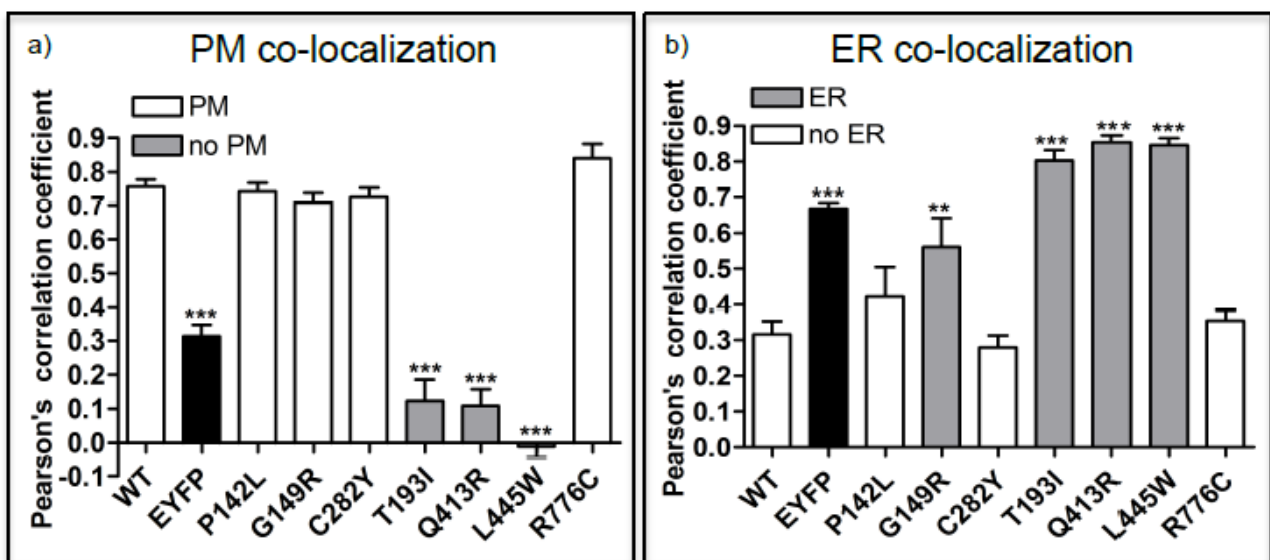 a) PM co-localization
PM
no PM
Pearson's correlation coefficient
0.9
0.8
0.7
0.6
0.5
0.4
0.3
0.2
0.1
0.0
-0.1
***
***
***
***
WT
EYFP
P142L
G149R
C282Y
T193I
Q413R
L445W
R776C
b) ER co-localization
ER
no ER
Pearson's correlation coefficient
0.9
0.8
0.7
0.6
0.5
0.4
0.3
0.2
0.1
0.0
***
**
***
***
***
WT
EYFP
P142L
G149R
C282Y
T193I
Q413R
L445W
R776C